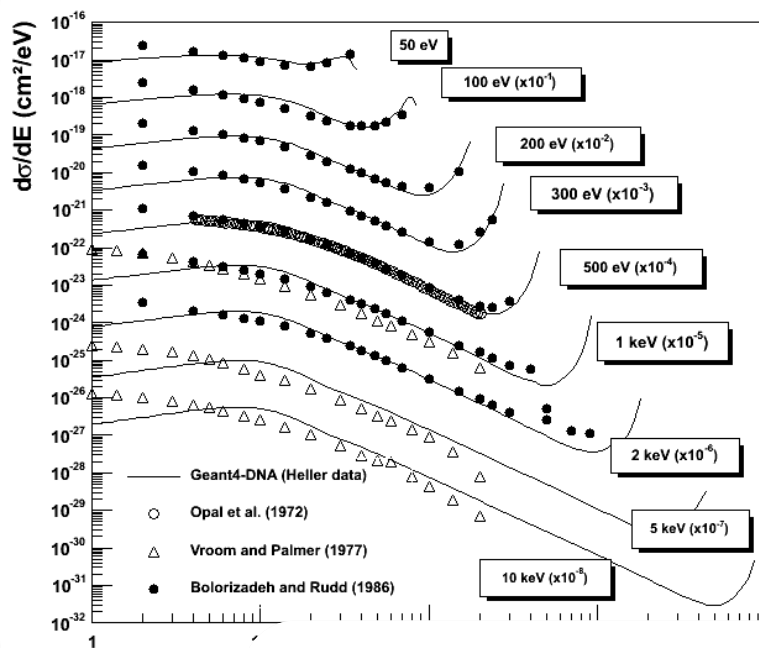 10⁻¹⁶
10⁻¹⁷
10⁻¹⁸
10⁻¹⁹
10⁻²⁰
10⁻²¹
10⁻²²
10⁻²³
10⁻²⁴
10⁻²⁵
10⁻²⁶
10⁻²⁷
10⁻²⁸
10⁻²⁹
10⁻³⁰
10⁻³¹
10⁻³²
dσ/dE (cm²/eV)
50 eV
100 eV (x10⁻¹)
200 eV (x10⁻²)
300 eV (x10⁻³)
500 eV (x10⁻⁴)
1 keV (x10⁻⁵)
2 keV (x10⁻⁶)
5 keV (x10⁻⁷)
10 keV (x10⁻⁸)
Geant4-DNA (Heller data)
Opal et al. (1972)
Vroom and Palmer (1977)
Bolorizadeh and Rudd (1986)
1